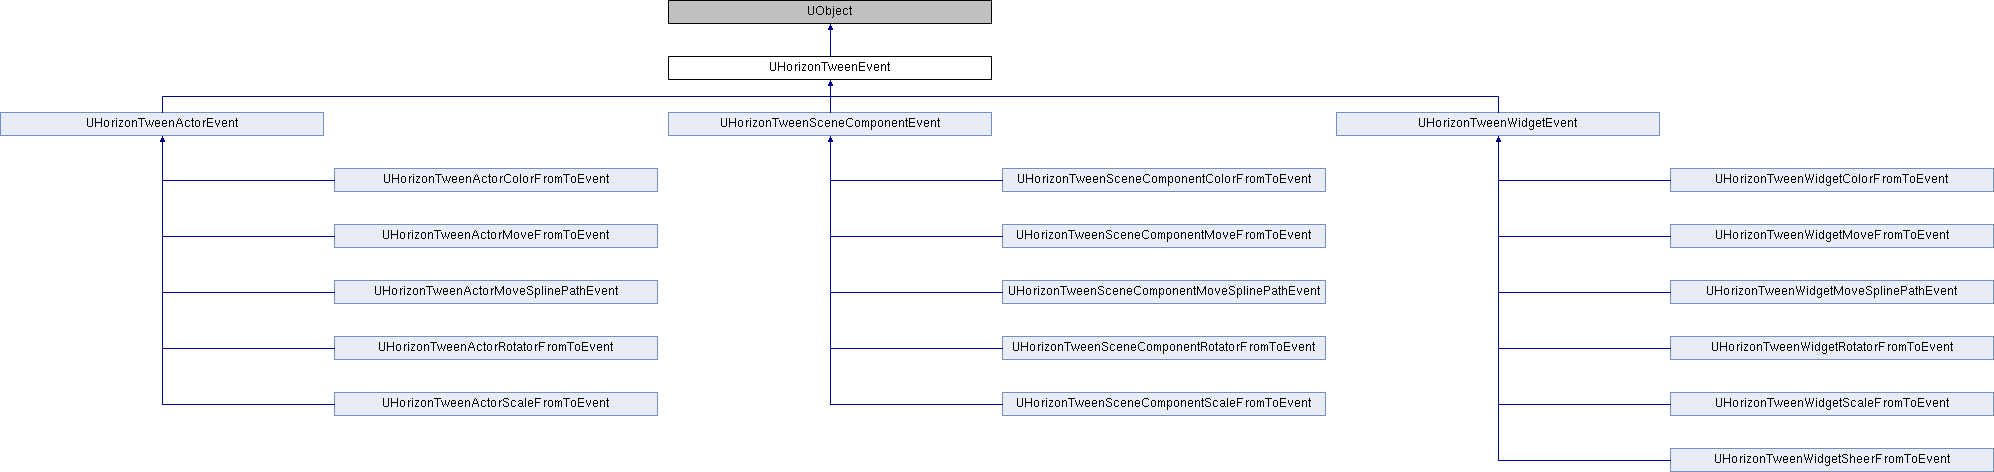 UObject
UHorizonTweenEvent
UHorizonTweenActorEvent
UHorizonTweenSceneComponentEvent
UHorizonTweenWidgetEvent
UHorizonTweenActorColorFromToEvent
UHorizonTweenSceneComponentColorFromToEvent
UHorizonTweenWidgetColorFromToEvent
UHorizonTweenActorMoveFromToEvent
UHorizonTweenSceneComponentMoveFromToEvent
UHorizonTweenWidgetMoveFromToEvent
UHorizonTweenActorMoveSplinePathEvent
UHorizonTweenSceneComponentMoveSplinePathEvent
UHorizonTweenWidgetMoveSplinePathEvent
UHorizonTweenActorRotatorFromToEvent
UHorizonTweenSceneComponentRotatorFromToEvent
UHorizonTweenWidgetRotatorFromToEvent
UHorizonTweenActorScaleFromToEvent
UHorizonTweenSceneComponentScaleFromToEvent
UHorizonTweenWidgetScaleFromToEvent
UHorizonTweenWidgetSheerFromToEvent